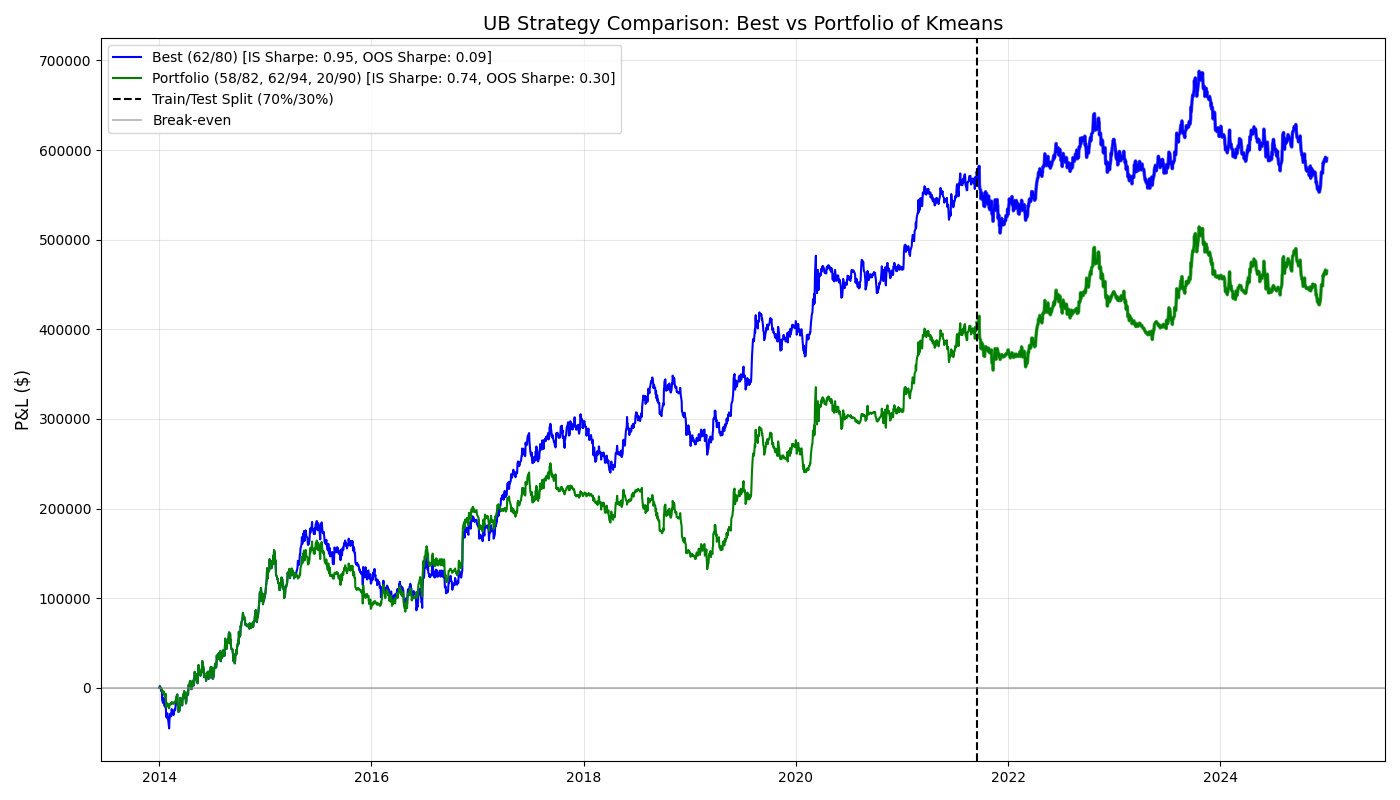 UB Strategy Comparison: Best vs Portfolio of Kmeans
Best (62/80) [IS Sharpe: 0.95, OOS Sharpe: 0.09]
Portfolio (58/82, 62/94, 20/90) [IS Sharpe: 0.74, OOS Sharpe: 0.30]
Train/Test Split (70%/30%)
Break-even
P&L ($)
700000
600000
500000
400000
300000
200000
100000
0
2014
2016
2018
2020
2022
2024